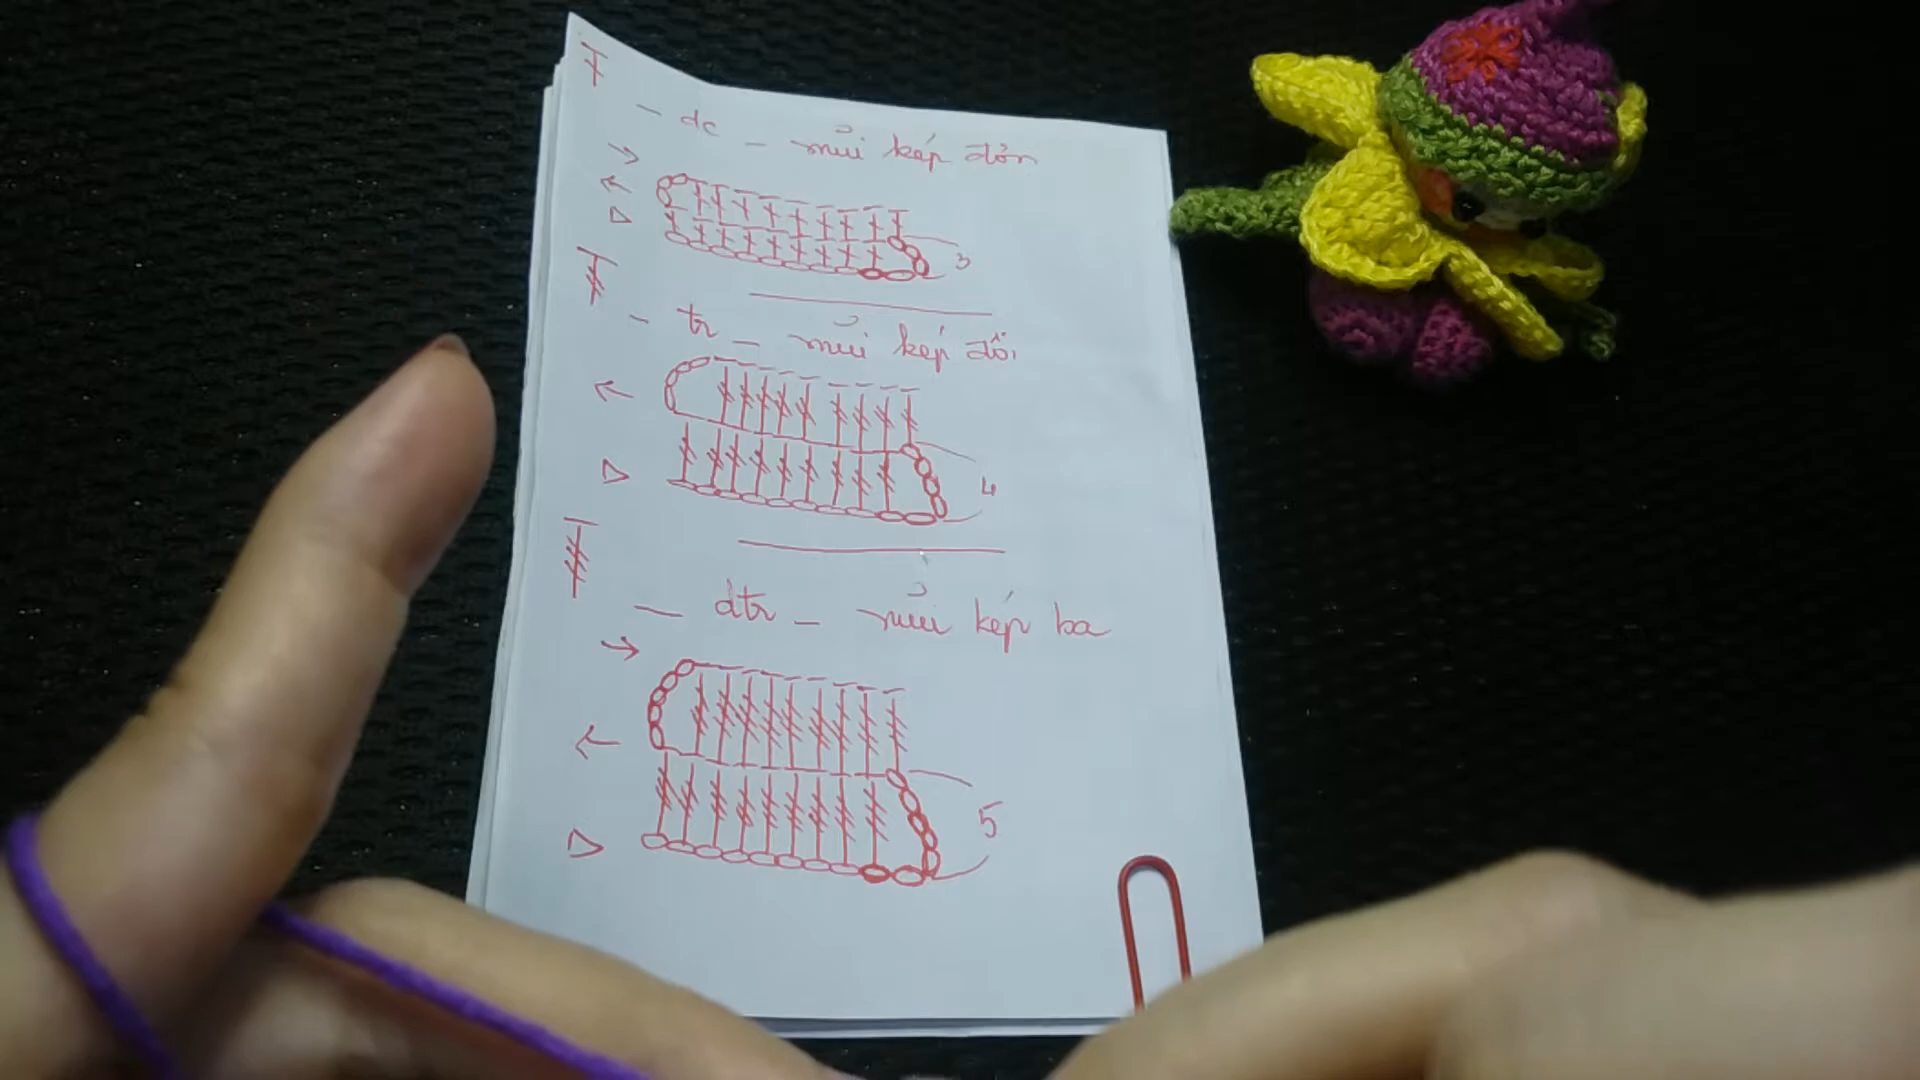 - dc - mũi kép đơn
3
- tr - mũi kép đôi
4
- dtr - mũi kép ba
5